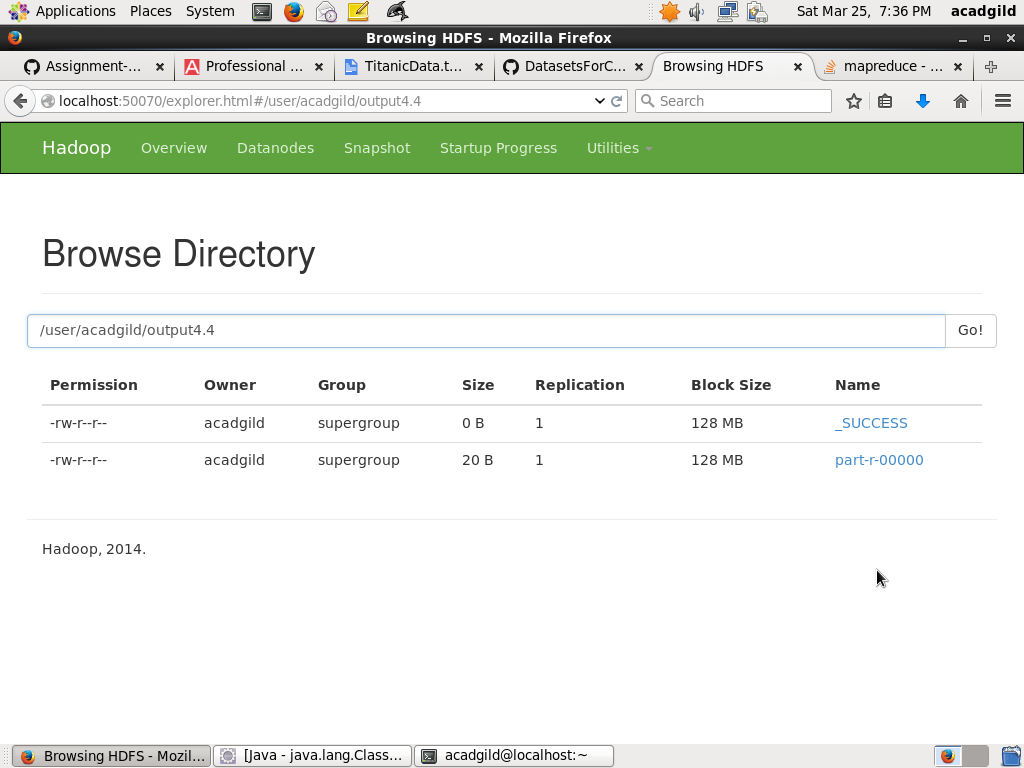 Applications Places System Sat Mar 25, 7:36 PM acadgild
Browsing HDFS - Mozilla Firefox
Assignment-... Professional ... TitanicData.t... DatasetsForC... Browsing HDFS mapreduce - ...
localhost:50070/explorer.html#/user/acadgild/output4.4 Search
Hadoop Overview Datanodes Snapshot Startup Progress Utilities
Browse Directory
/user/acadgild/output4.4 Go!
Permission Owner Group Size Replication Block Size Name
-rw-r--r-- acadgild supergroup 0 B 1 128 MB _SUCCESS
-rw-r--r-- acadgild supergroup 20 B 1 128 MB part-r-00000
Hadoop, 2014.
Browsing HDFS - Mozil... [Java - java.lang.Class... acadgild@localhost:~